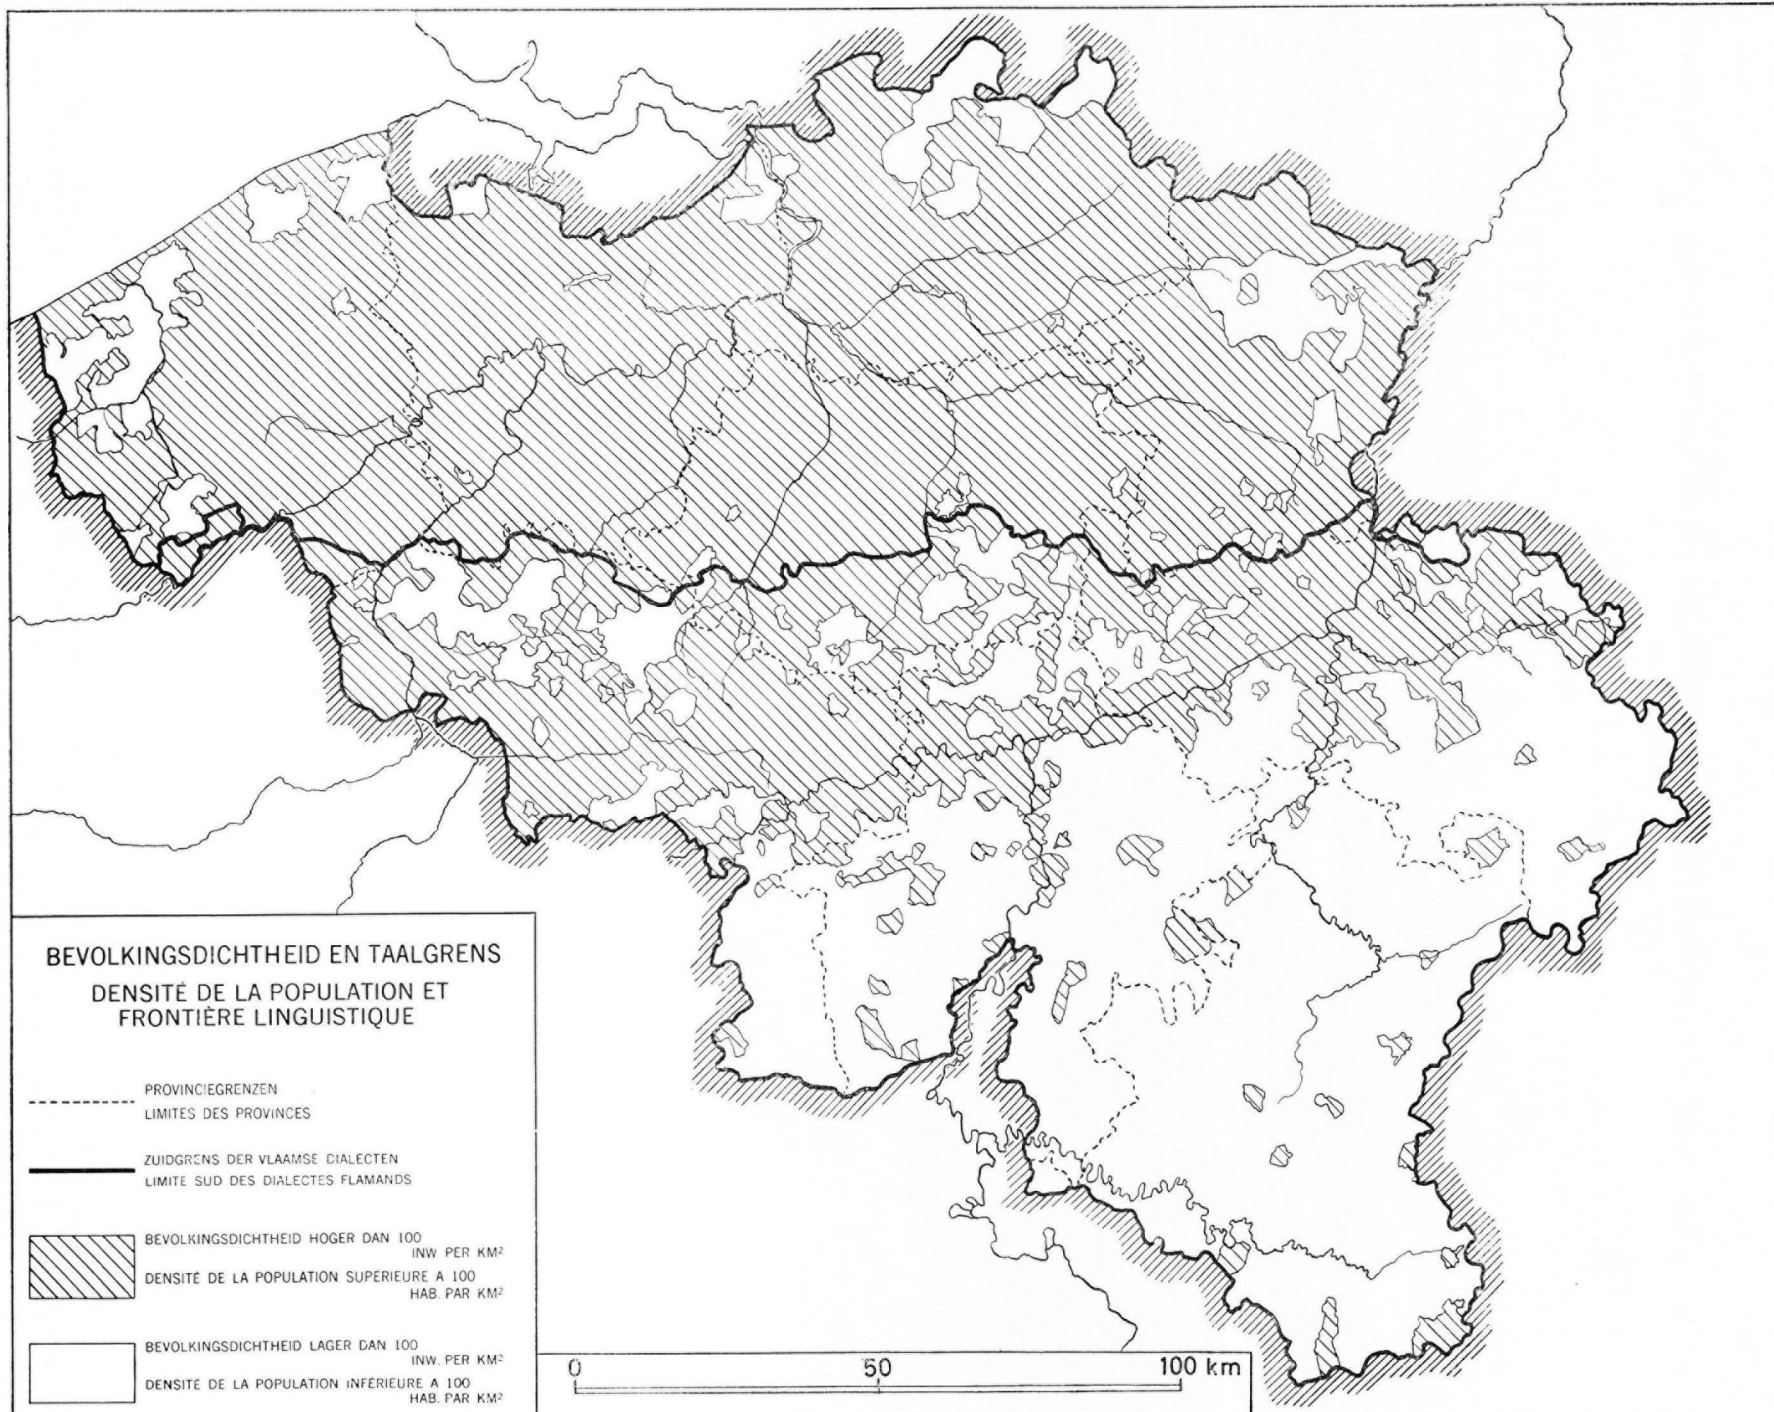 BEVOLKINGSDICHTHEID EN TAALGRENS
DENSITÉ DE LA POPULATION ET
FRONTIÈRE LINGUISTIQUE
PROVINCIEGRENZEN
LIMITES DES PROVINCES
ZUIDGRENS DER VLAAMSE DIALECTEN
LIMITE SUD DES DIALECTES FLAMANDS
BEVOLKINGSDICHTHEID HOGER DAN 100
INW PER KM²
DENSITÉ DE LA POPULATION SUPERIEURE A 100
HAB. PAR KM²
BEVOLKINGSDICHTHEID LAGER DAN 100
INW. PER KM²
DENSITÉ DE LA POPULATION INFÉRIEURE A 100
HAB. PAR KM²
0 50 100 km